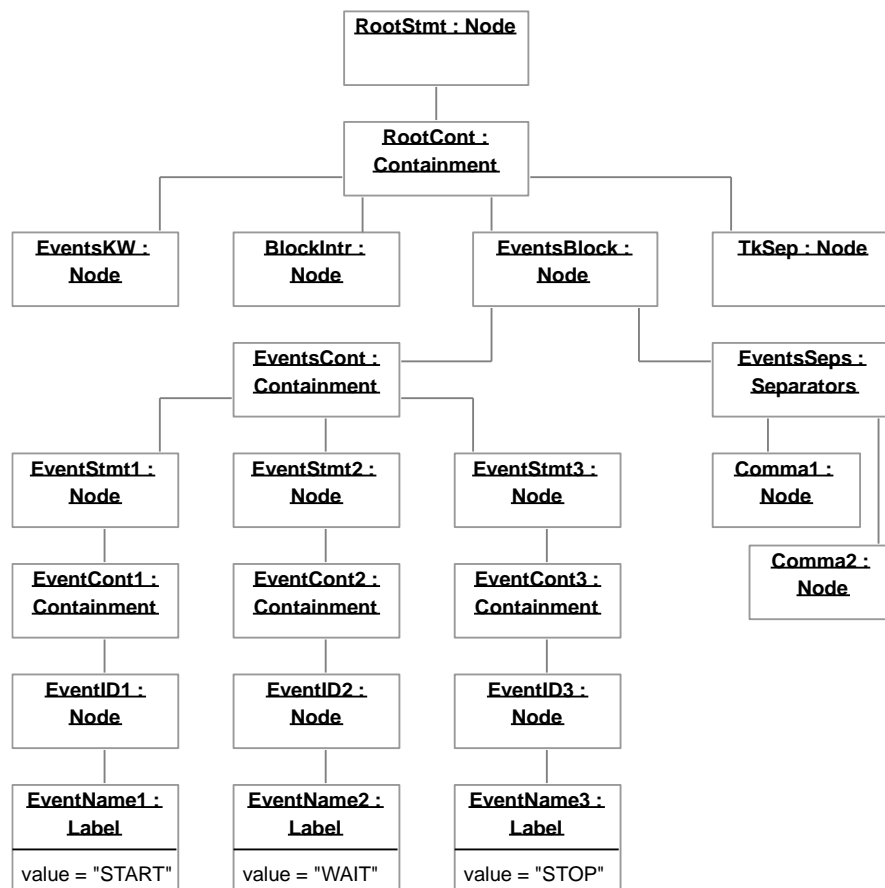 RootStmt : Node
RootCont :
Containment
EventsKW :
Node
BlockIntr :
Node
EventsBlock :
Node
TkSep : Node
EventsCont :
Containment
EventsSeps :
Separators
EventStmt1 :
Node
EventStmt2 :
Node
EventStmt3 :
Node
Comma1 :
Node
Comma2 :
Node
EventCont1 :
Containment
EventCont2 :
Containment
EventCont3 :
Containment
EventID1 :
Node
EventID2 :
Node
EventID3 :
Node
EventName1 :
Label
value = "START"
EventName2 :
Label
value = "WAIT"
EventName3 :
Label
value = "STOP"